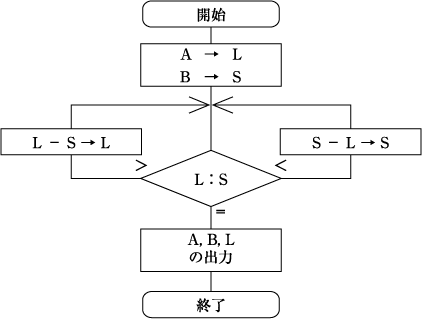 開始
A → L
B → S
L − S → L
S − L → S
>
<
L：S
=
A, B, L
の出力
終了